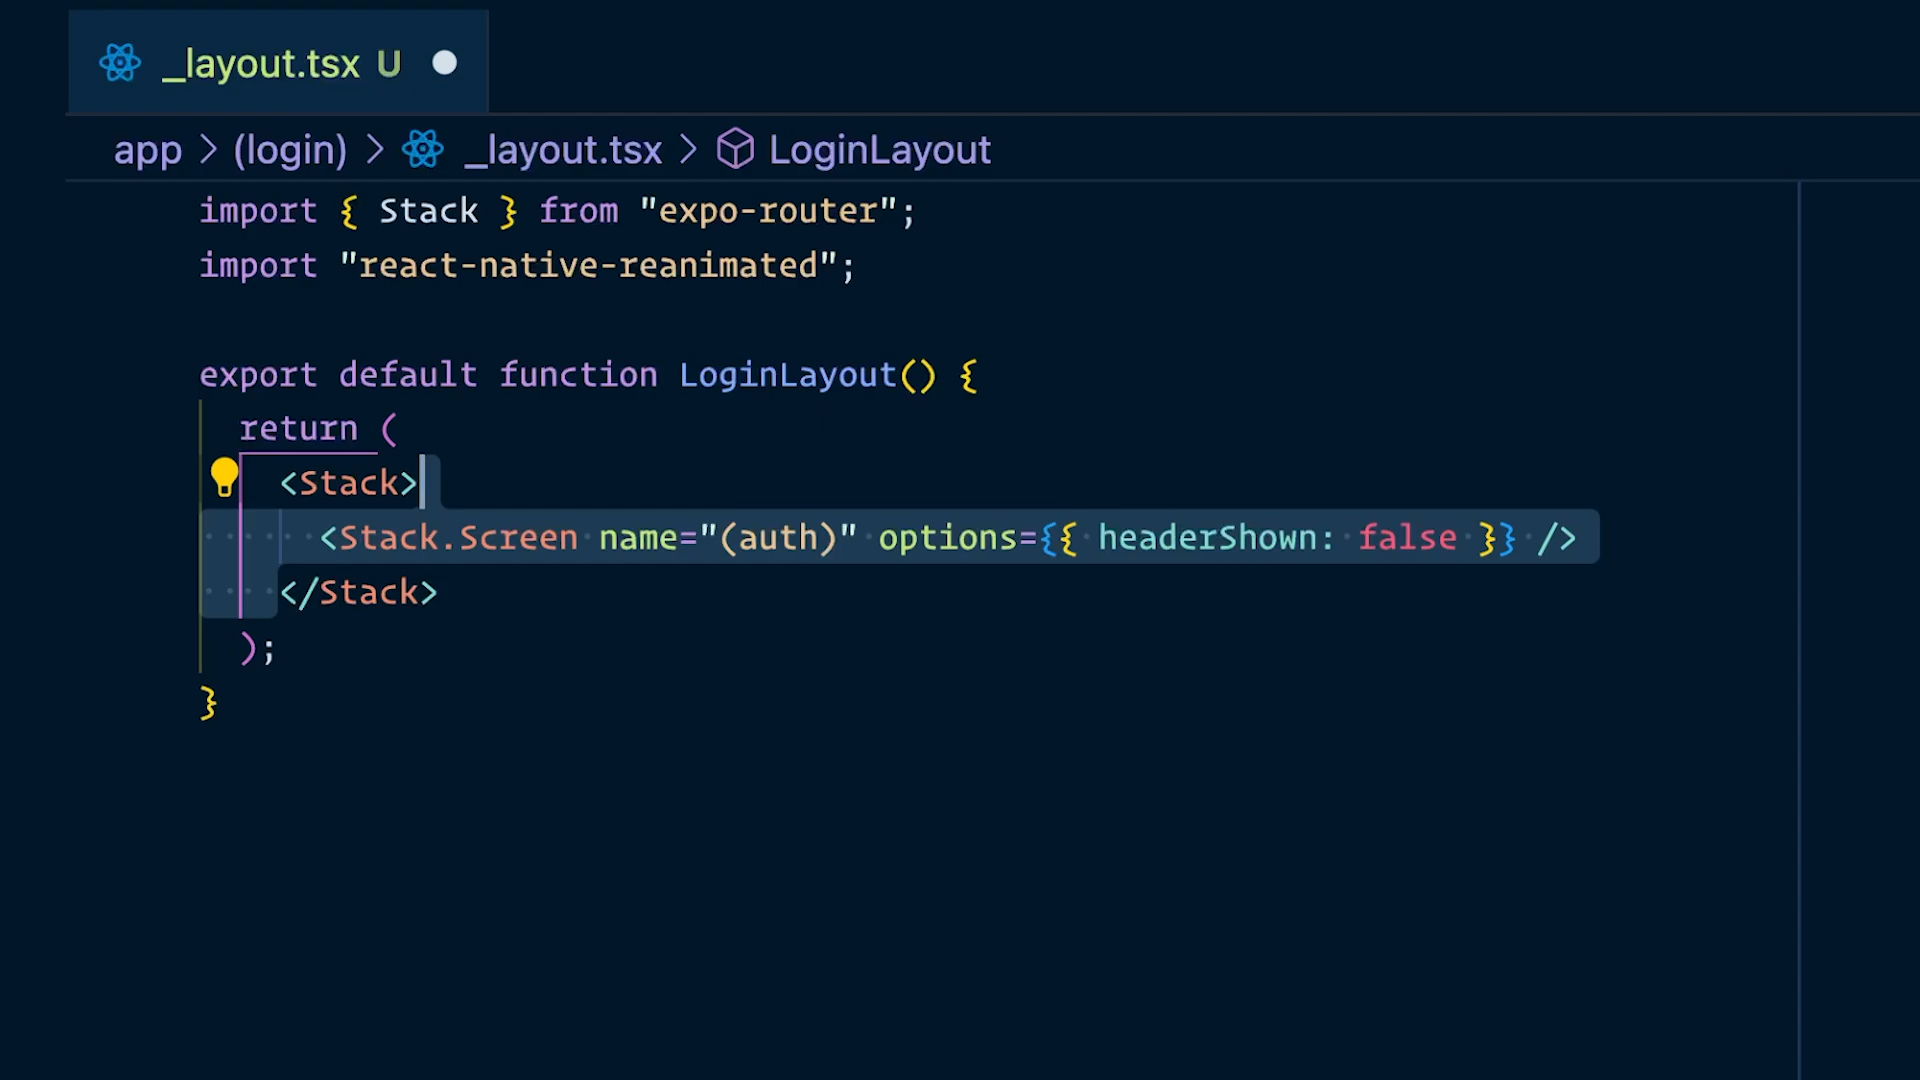 _layout.tsx U
app > (login) > _layout.tsx > LoginLayout
import { Stack } from "expo-router";
import "react-native-reanimated";
export default function LoginLayout() {
return (
<Stack>
<Stack.Screen name="(auth)" options={{ headerShown: false }} />
</Stack>
);
}